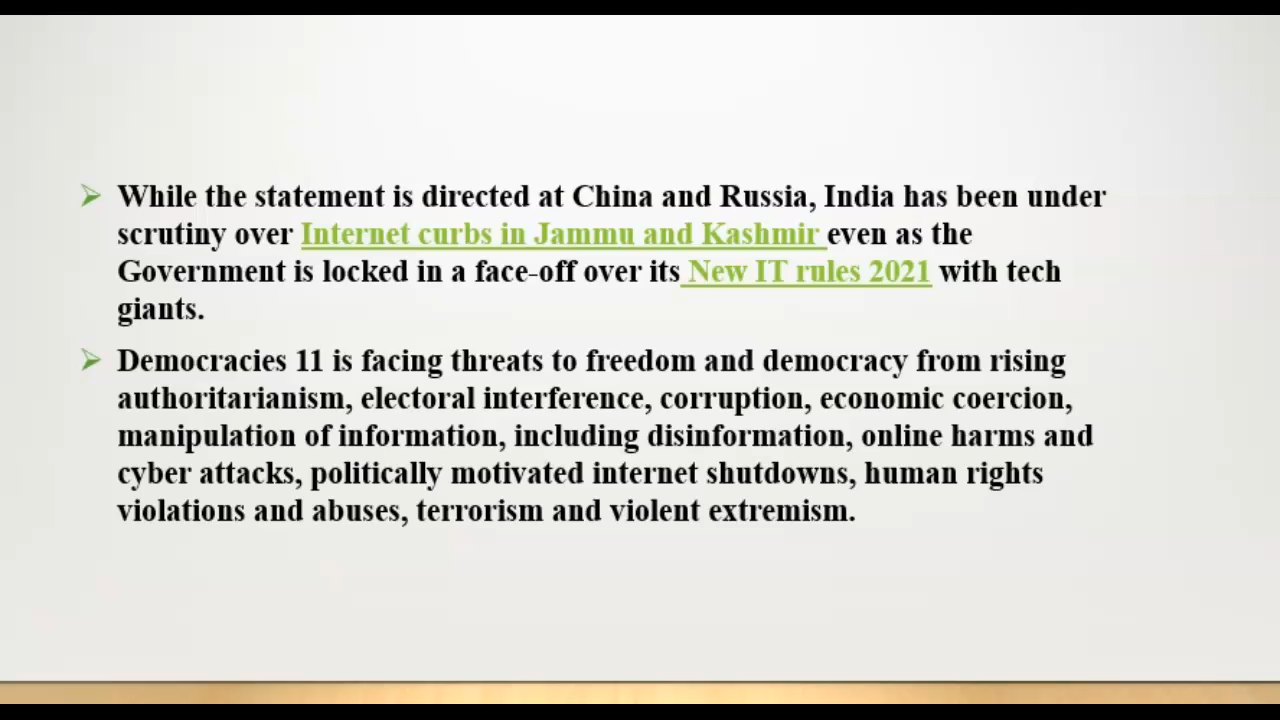 While the statement is directed at China and Russia, India has been under
scrutiny over Internet curbs in Jammu and Kashmir even as the
Government is locked in a face-off over its New IT rules 2021 with tech
giants.
Democracies 11 is facing threats to freedom and democracy from rising
authoritarianism, electoral interference, corruption, economic coercion,
manipulation of information, including disinformation, online harms and
cyber attacks, politically motivated internet shutdowns, human rights
violations and abuses, terrorism and violent extremism.